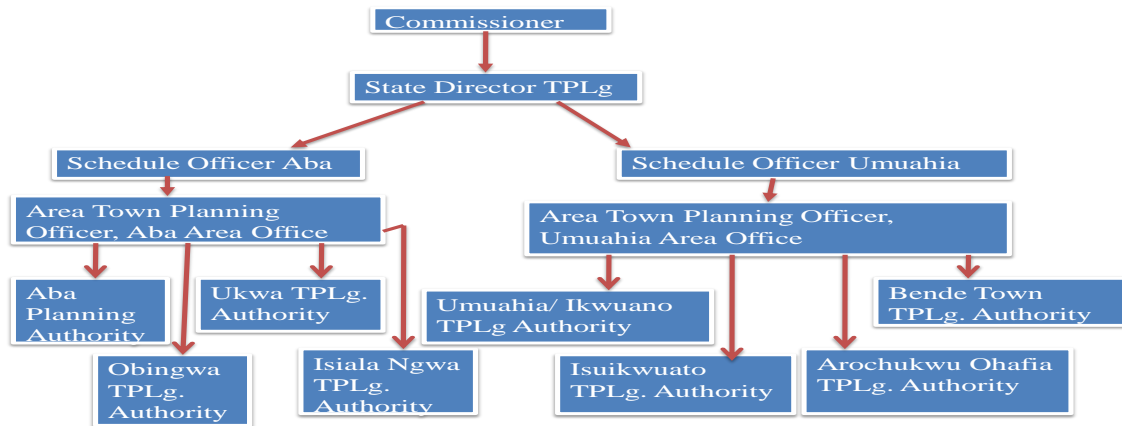 Commissioner
State Director TPLg
Schedule Officer Aba
Schedule Officer Umuahia
Area Town Planning
Officer, Aba Area Office
Area Town Planning Officer,
Umuahia Area Office
Aba
Planning
Authority
Ukwa TPLg.
Authority
Umuahia/ Ikwuano
TPLg Authority
Bende Town
TPLg. Authority
Obingwa
TPLg.
Authority
Isiala Ngwa
TPLg.
Authority
Isuikwuato
TPLg. Authority
Arochukwu Ohafia
TPLg. Authority